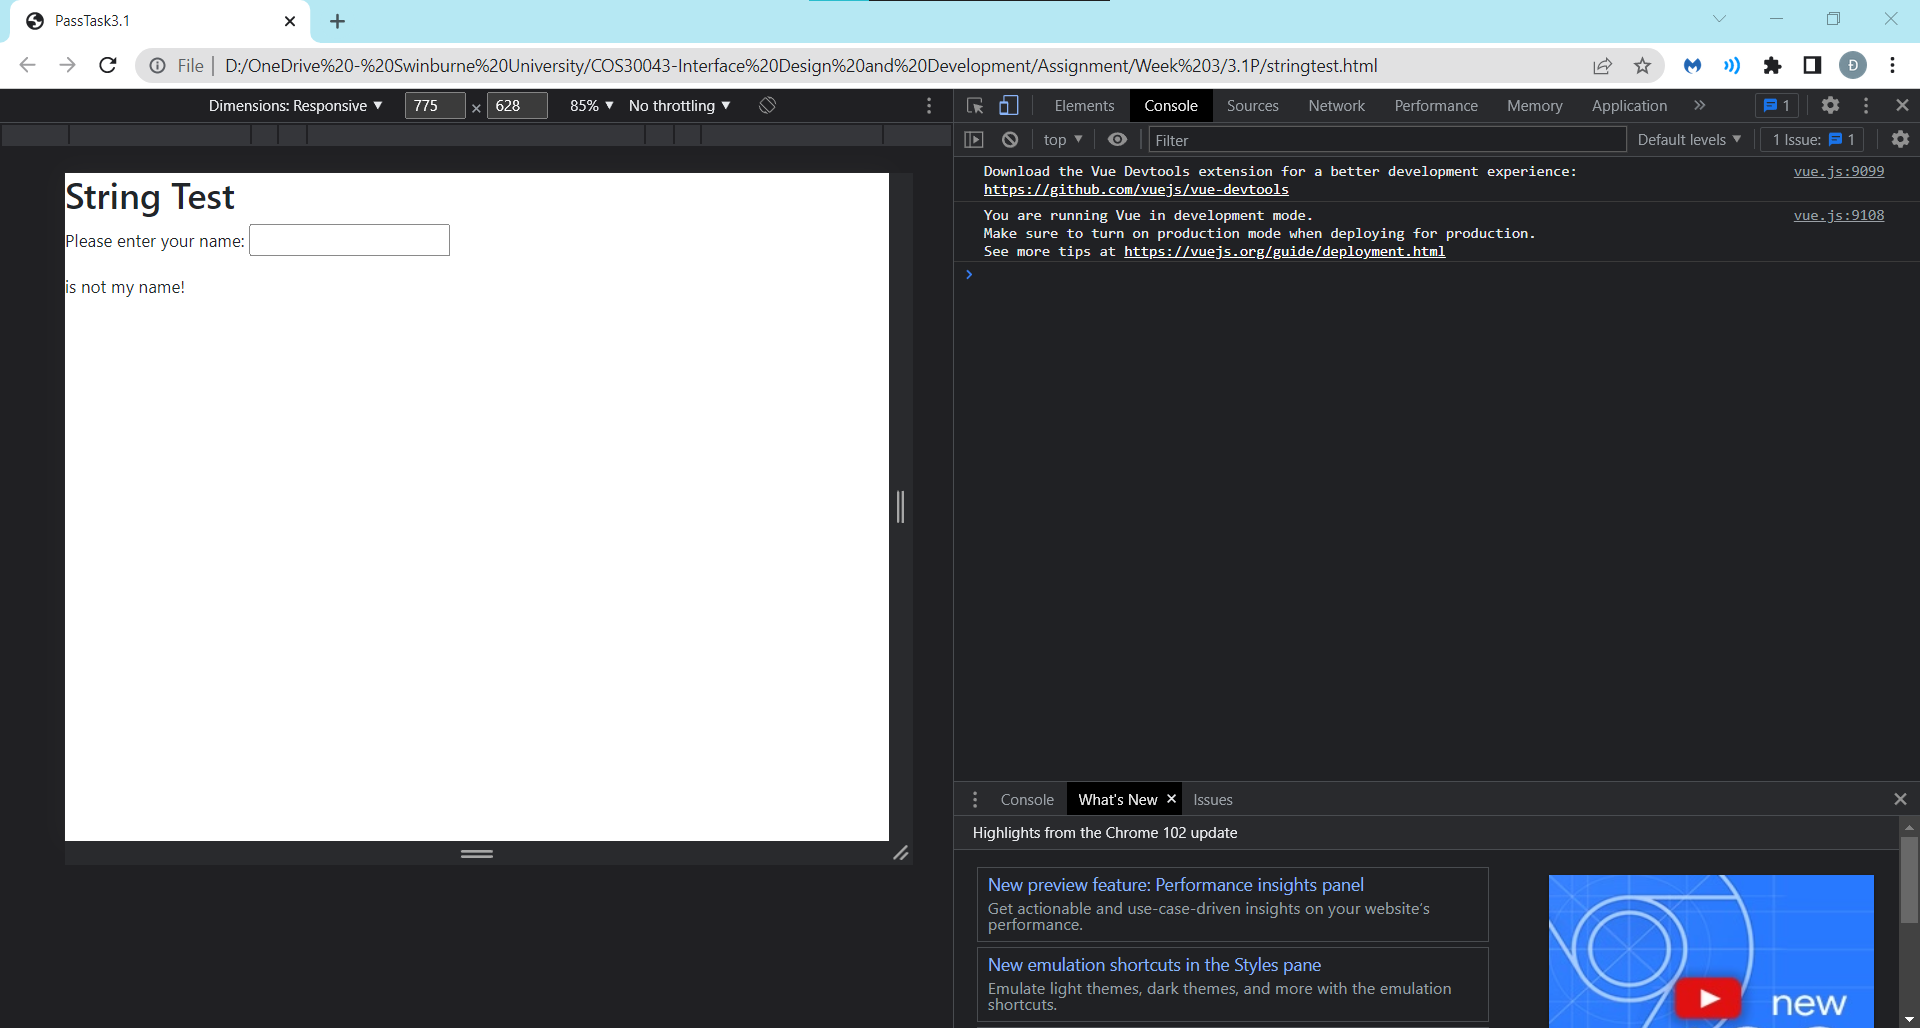 PassTask3.1
File
D:/OneDrive%20-%20Swinburne%20University/COS30043-Interface%20Design%20and%20Development/Assignment/Week%203/3.1P/stringtest.html
Đ
Dimensions: Responsive
775 × 628
85%
No throttling
Elements
Console
Sources
Network
Performance
Memory
Application
1
top
Filter
Default levels
1 Issue: 1
String Test
Please enter your name:
is not my name!
Download the Vue Devtools extension for a better development experience:
vue.js:9099
https://github.com/vuejs/vue-devtools
You are running Vue in development mode.
vue.js:9108
Make sure to turn on production mode when deploying for production.
See more tips at https://vuejs.org/guide/deployment.html
Console
What's New
Issues
Highlights from the Chrome 102 update
New preview feature: Performance insights panel
Get actionable and use-case-driven insights on your website's
performance.
New emulation shortcuts in the Styles pane
Emulate light themes, dark themes, and more with the emulation
shortcuts.
new